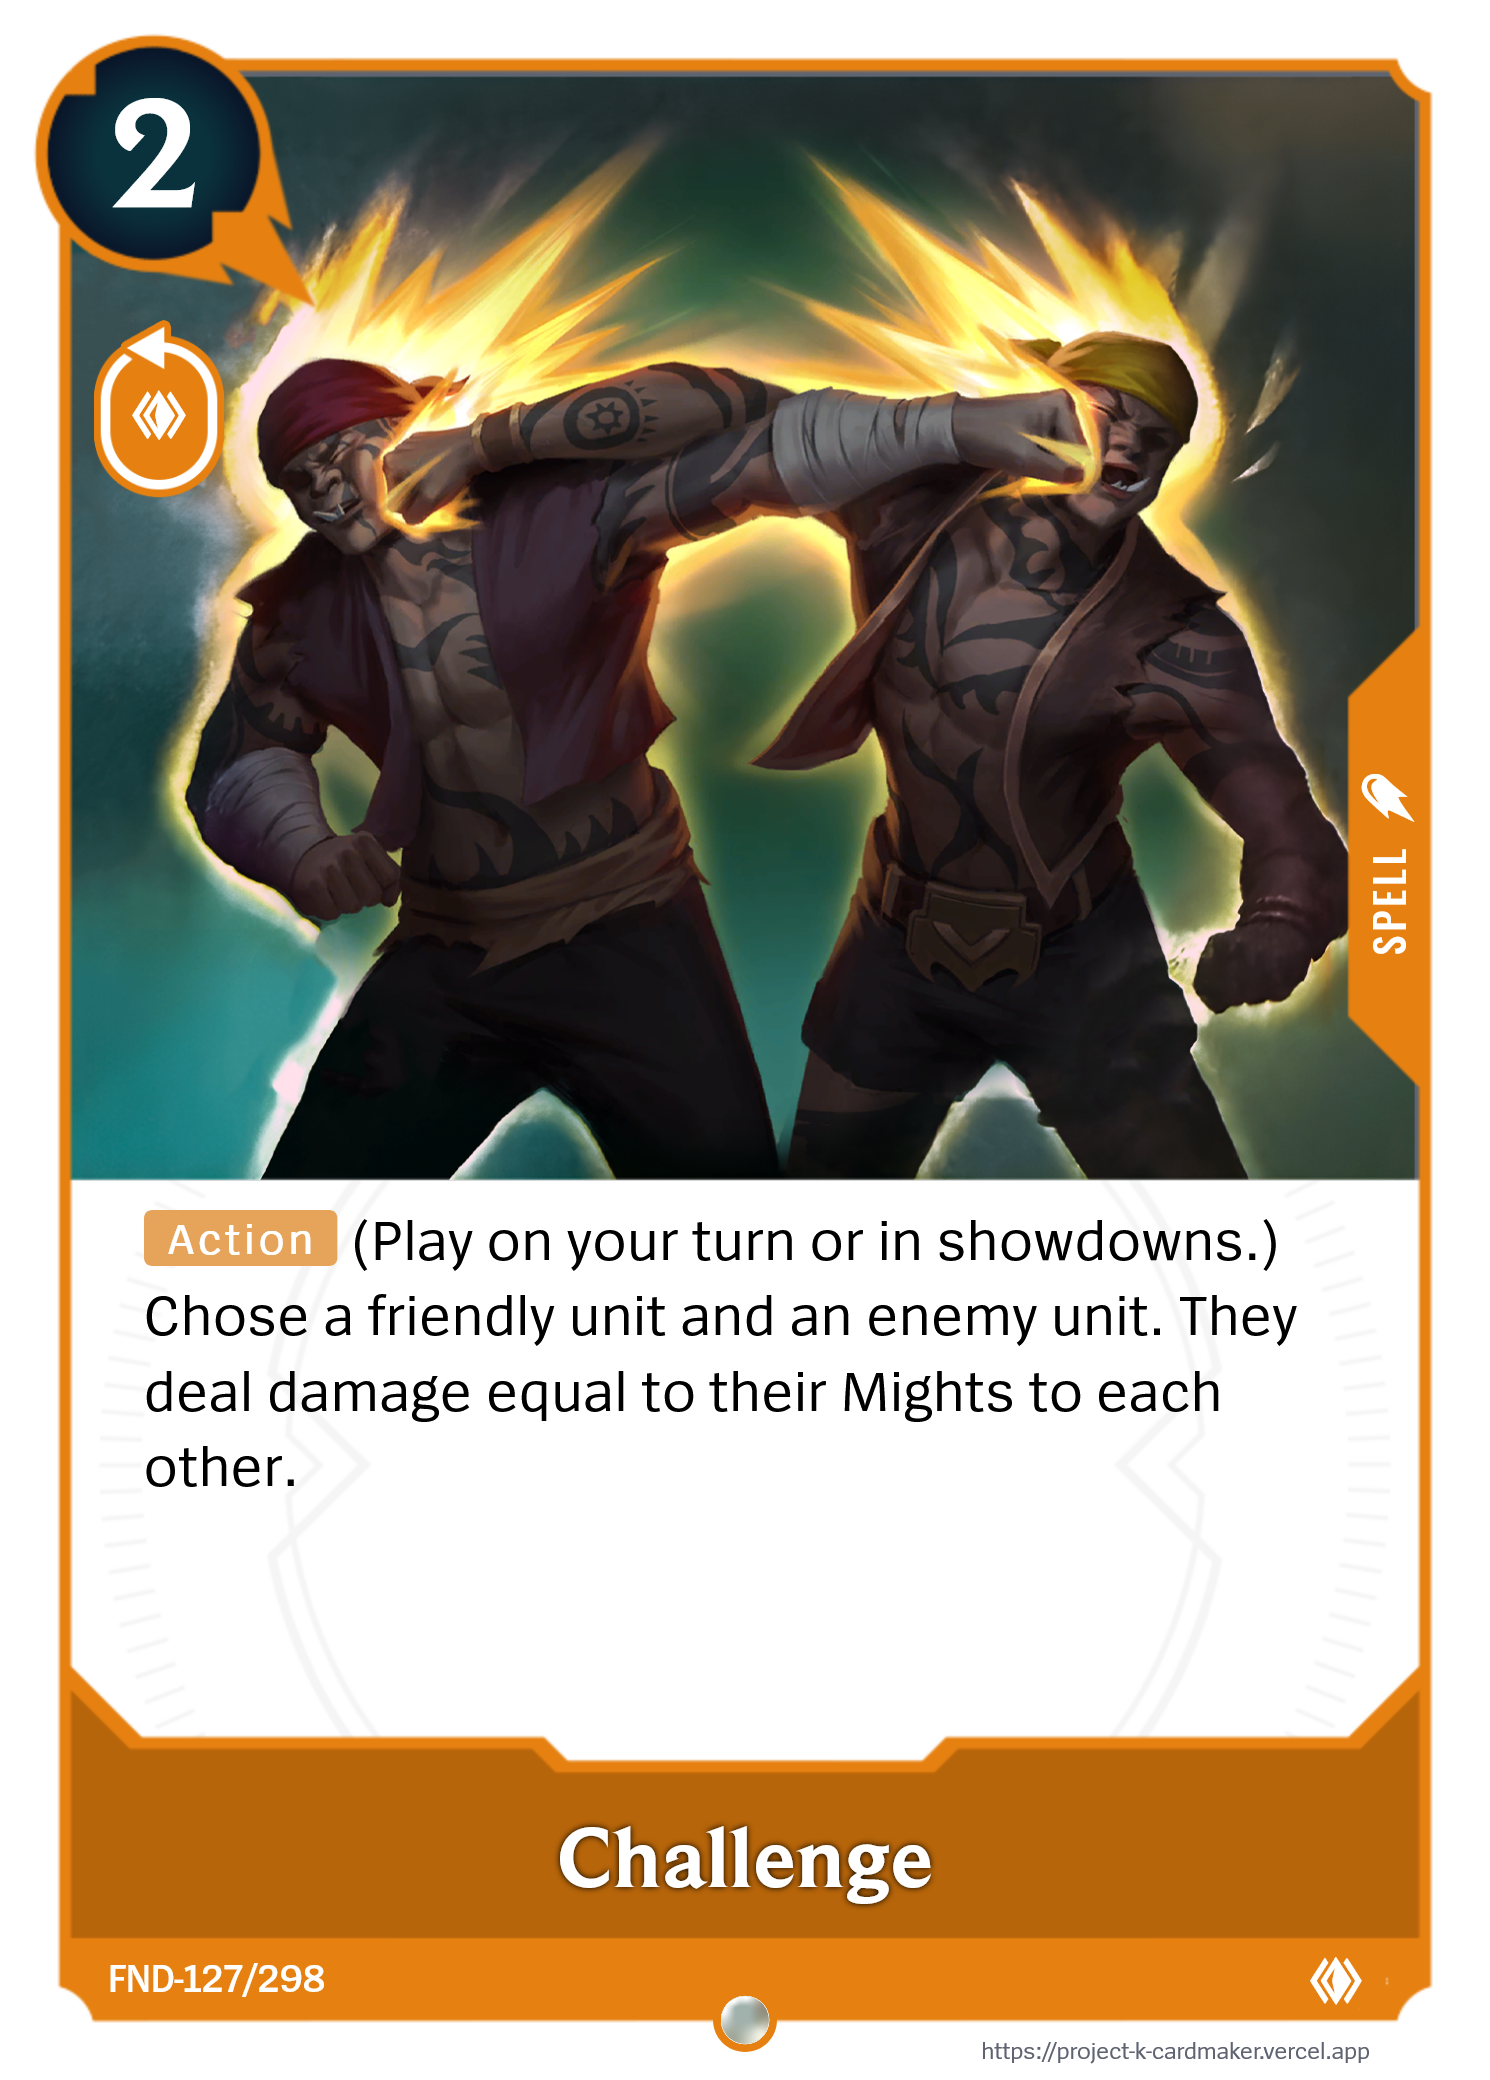 2
SPELL
Action (Play on your turn or in showdowns.)
Chose a friendly unit and an enemy unit. They
deal damage equal to their Mights to each
other.
Challenge
FND-127/298
https://project-k-cardmaker.vercel.app